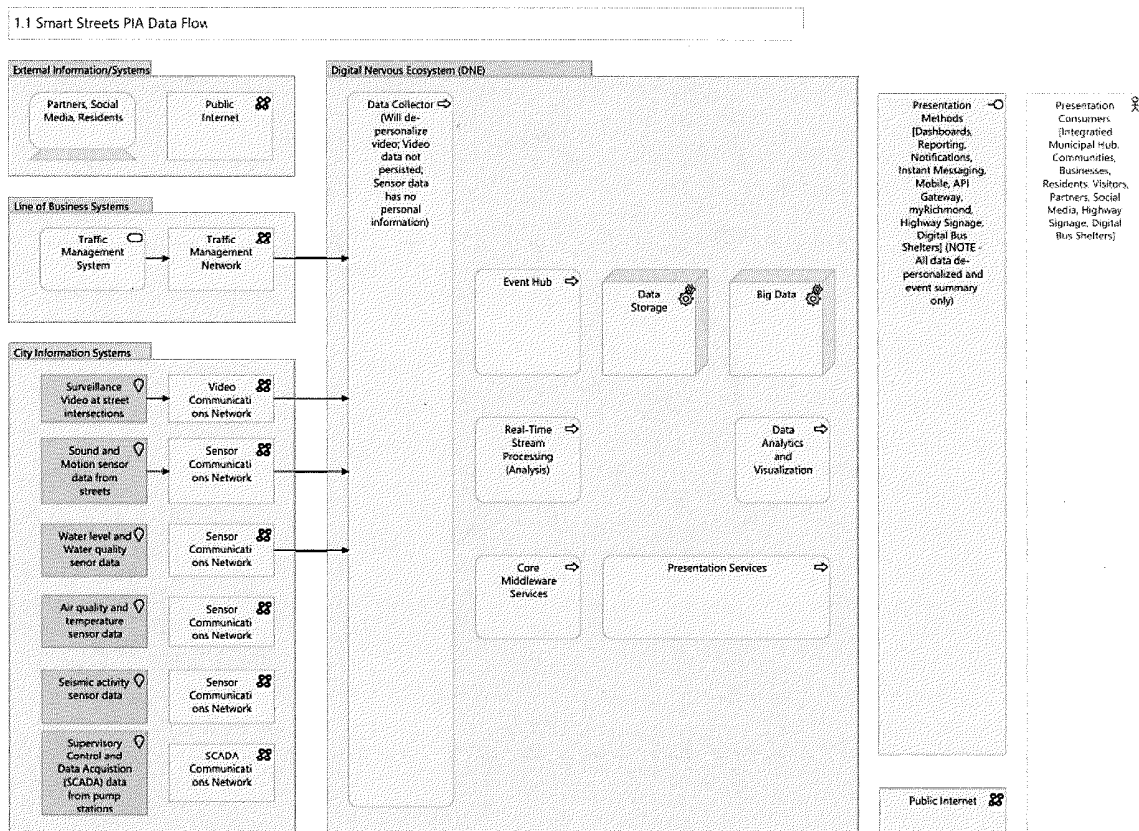 1.1 Smart Streets PIA Data Flow
External Information/Systems
Partners, Social
Media, Residents
Public
Internet
Line of Business Systems
Traffic
Management
System
Traffic
Management
Network
City Information Systems
Surveillance
Video at street
intersections
Video
Communicati
ons Network
Sound and
Motion sensor
data from
streets
Sensor
Communicati
ons Network
Water level and
Water quality
senor data
Sensor
Communicati
ons Network
Air quality and
temperature
sensor data
Sensor
Communicati
ons Network
Seismic activity
sensor data
Sensor
Communicati
ons Network
Supervisory
Control and
Data Acquistion
(SCADA) data
from pump
stations
SCADA
Communicati
ons Network
Digital Nervous Ecosystem (DNE)
Data Collector
(Will de-
personalize
video; Video
data not
persisted;
Sensor data
has no
personal
information)
Event Hub
Data
Storage
Big Data
Real-Time
Stream
Processing
(Analysis)
Data
Analytics
and
Visualization
Core
Middleware
Services
Presentation Services
Presentation
Methods
[Dashboards,
Reporting,
Notifications,
Instant Messaging,
Mobile, API
Gateway,
myRichmond,
Highway Signage,
Digital Bus
Shelters] (NOTE -
All data de-
personalized and
event summary
only)
Public Internet
Presentation
Consumers
[Integratied
Municipal Hub,
Communities,
Businesses,
Residents, Visitors,
Partners, Social
Media, Highway
Signage, Digital
Bus Shelters]